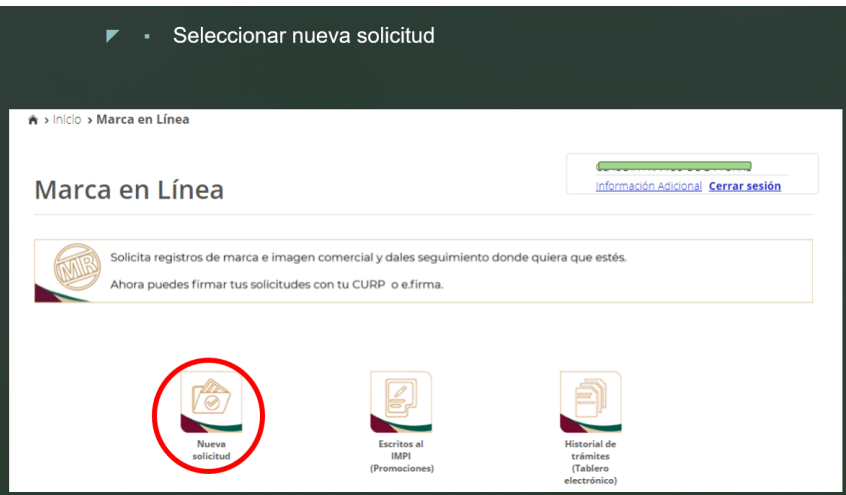 Seleccionar nueva solicitud
> Inicio > Marca en Línea
Marca en Línea
Información Adicional Cerrar sesión
MR
Solicita registros de marca e imagen comercial y dales seguimiento donde quiera que estés.
Ahora puedes firmar tus solicitudes con tu CURP o e.firma.
Nueva
solicitud
Escritos al
IMPI
(Promociones)
Historial de
trámites
(Tablero
electrónico)